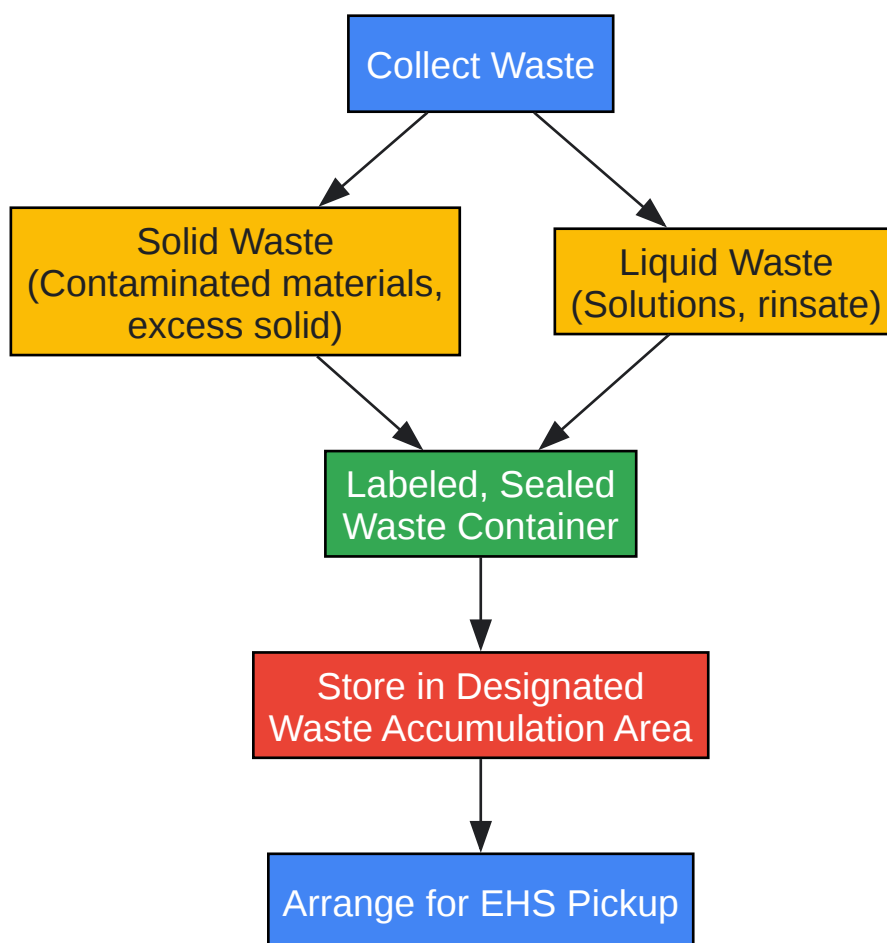 Collect Waste
Solid Waste
(Contaminated materials,
excess solid)
Liquid Waste
(Solutions, rinsate)
Labeled, Sealed
Waste Container
Store in Designated
Waste Accumulation Area
Arrange for EHS Pickup